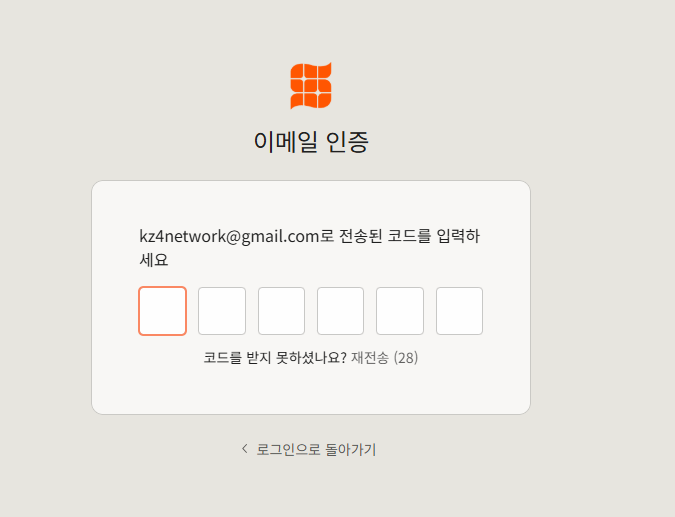 이메일 인증
kz4network@gmail.com로 전송된 코드를 입력하
세요
코드를 받지 못하셨나요? 재전송 (28)
로그인으로 돌아가기